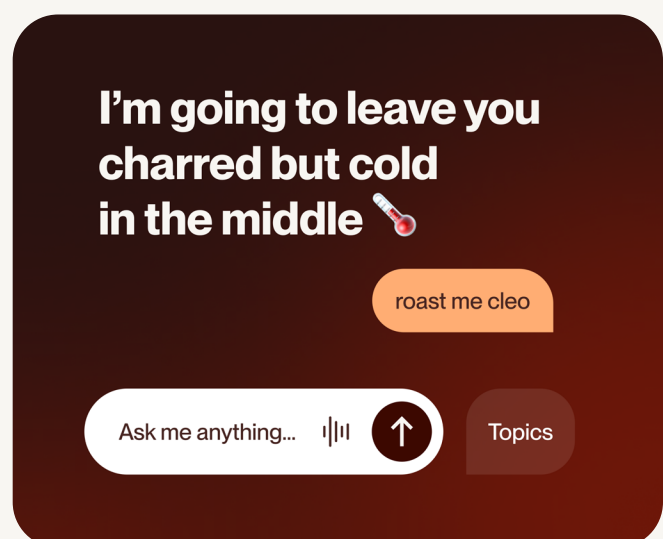 I’m going to leave you
charred but cold
in the middle 🌡️
roast me cleo
Ask me anything...
Topics